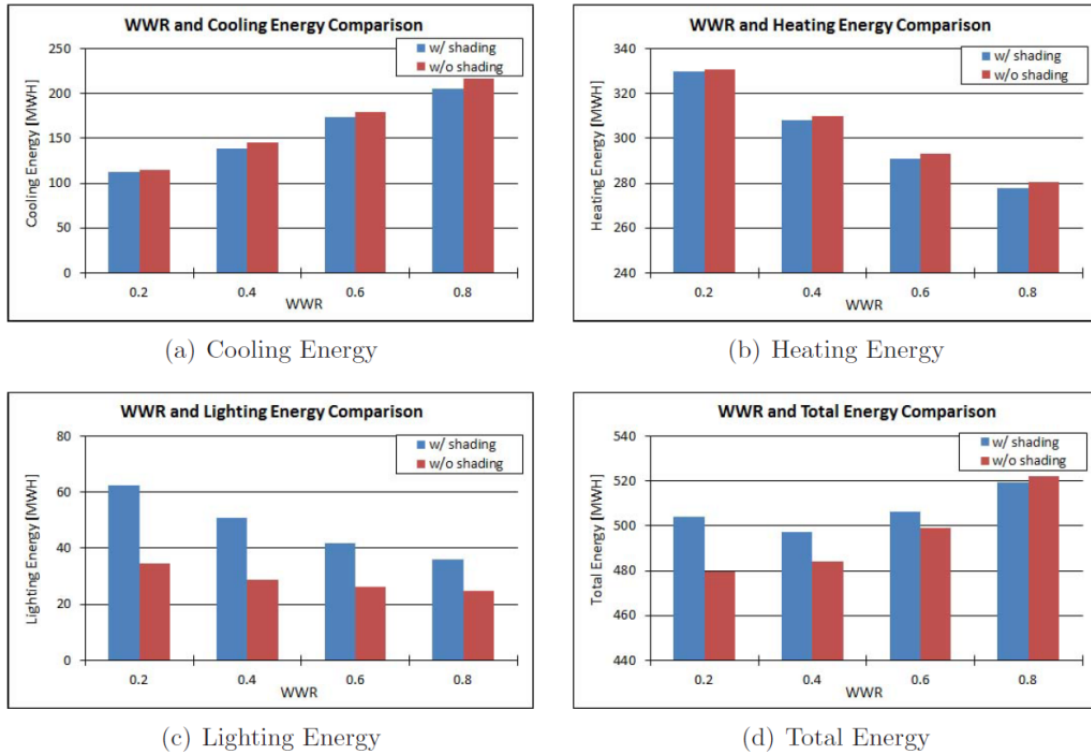 WWR and Cooling Energy Comparison
w/ shading
w/o shading
Cooling Energy [MWH]
250
200
150
100
50
0
0.2 0.4 0.6 0.8
WWR
(a) Cooling Energy
WWR and Heating Energy Comparison
w/ shading
w/o shading
Heating Energy [MWH]
340
320
300
280
260
240
0.2 0.4 0.6 0.8
WWR
(b) Heating Energy
WWR and Lighting Energy Comparison
w/ shading
w/o shading
Lighting Energy [MWH]
80
60
40
20
0
0.2 0.4 0.6 0.8
WWR
(c) Lighting Energy
WWR and Total Energy Comparison
w/ shading
w/o shading
Total Energy [MWH]
540
520
500
480
460
440
0.2 0.4 0.6 0.8
WWR
(d) Total Energy